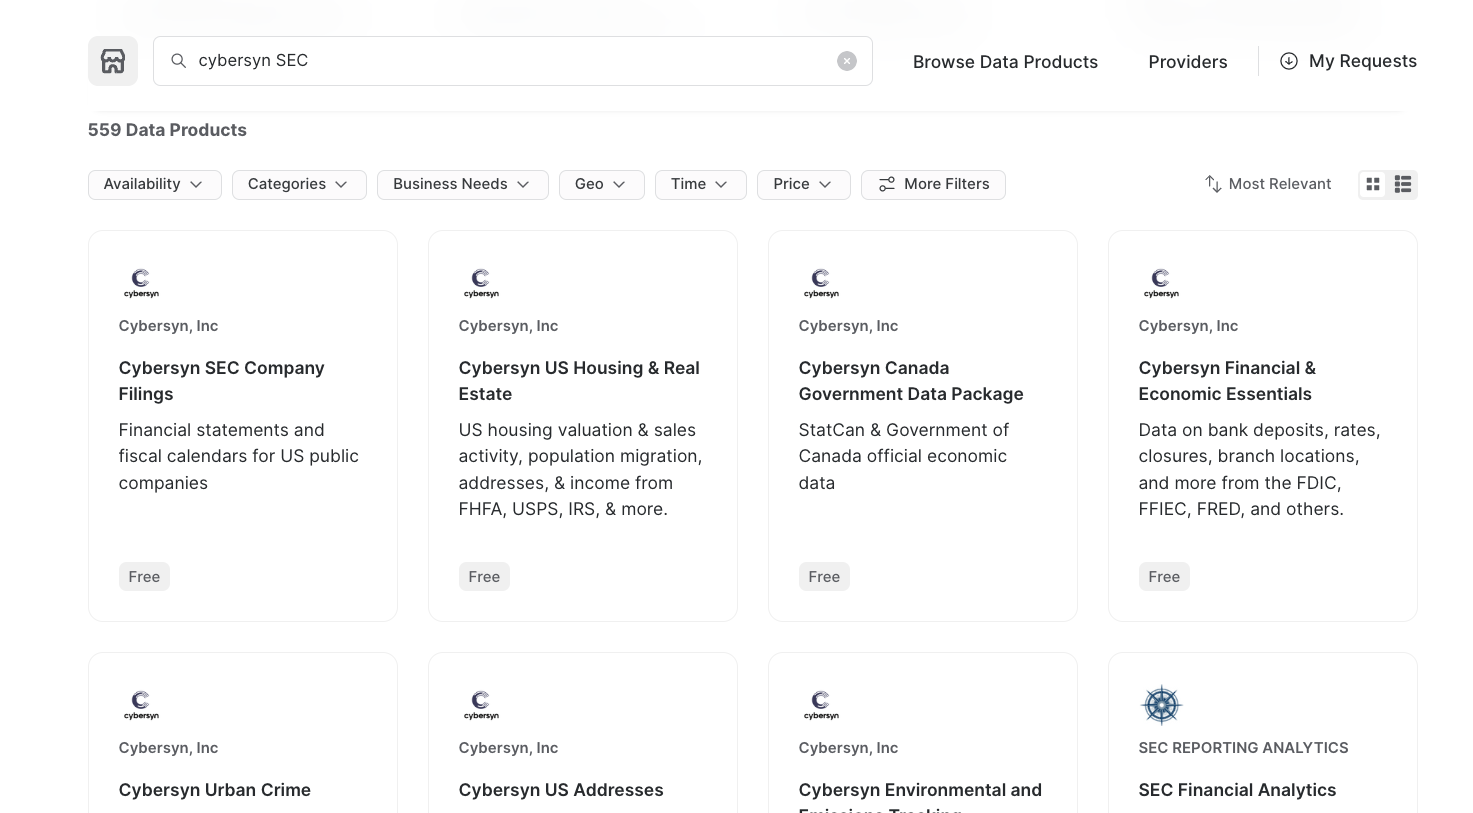 cybersyn SEC
Browse Data Products
Providers
My Requests
559 Data Products
Availability
Categories
Business Needs
Geo
Time
Price
More Filters
Most Relevant
cybersyn
Cybersyn, Inc
Cybersyn SEC Company
Filings
Financial statements and
fiscal calendars for US public
companies
Free
cybersyn
Cybersyn, Inc
Cybersyn US Housing & Real
Estate
US housing valuation & sales
activity, population migration,
addresses, & income from
FHFA, USPS, IRS, & more.
Free
cybersyn
Cybersyn, Inc
Cybersyn Canada
Government Data Package
StatCan & Government of
Canada official economic
data
Free
cybersyn
Cybersyn, Inc
Cybersyn Financial &
Economic Essentials
Data on bank deposits, rates,
closures, branch locations,
and more from the FDIC,
FFIEC, FRED, and others.
Free
cybersyn
Cybersyn, Inc
Cybersyn Urban Crime
cybersyn
Cybersyn, Inc
Cybersyn US Addresses
cybersyn
Cybersyn, Inc
Cybersyn Environmental and
SEC REPORTING ANALYTICS
SEC Financial Analytics